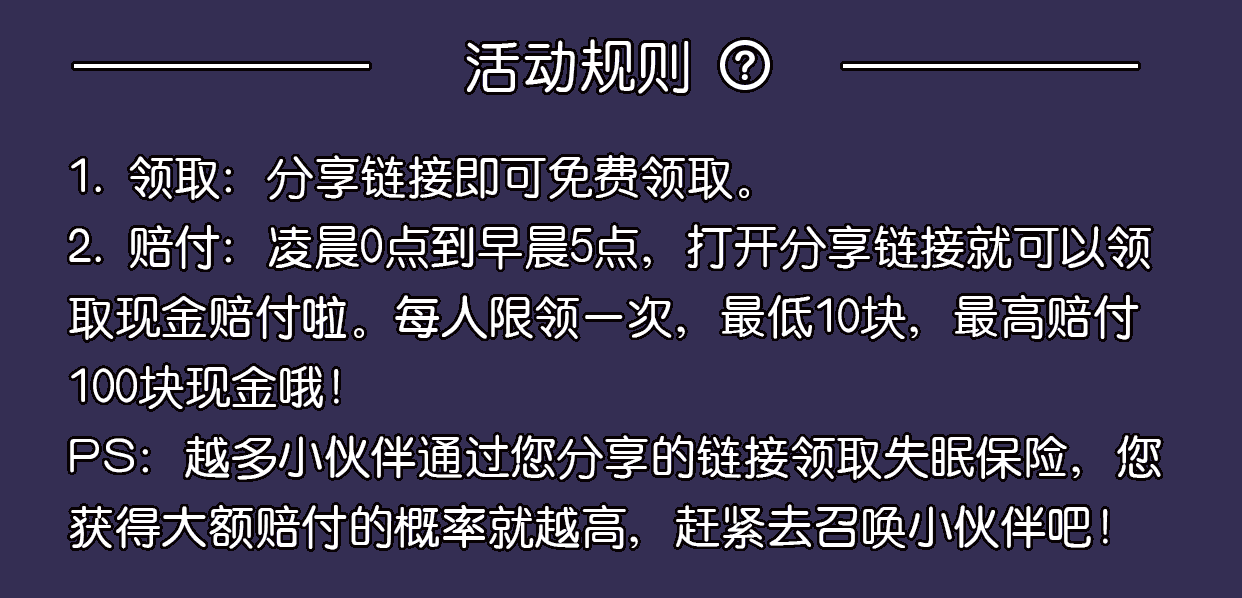 活动规则 ?
1. 领取：分享链接即可免费领取。
2. 赔付：凌晨0点到早晨5点，打开分享链接就可以领
取现金赔付啦。每人限领一次，最低10块，最高赔付
100块现金哦！
PS：越多小伙伴通过您分享的链接领取失眠保险，您
获得大额赔付的概率就越高，赶紧去召唤小伙伴吧！